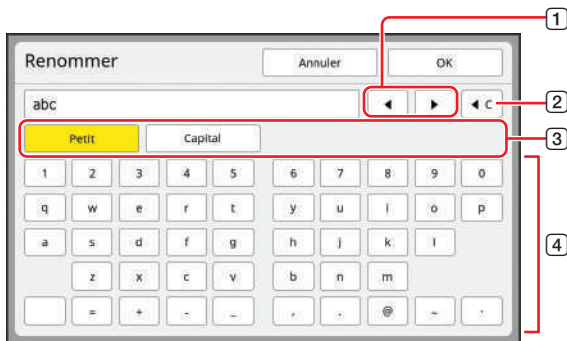 1
Renommer Annuler OK
abc ◀ ▶ ◀ C 2
Petit Capital 3
1 2 3 4 5 6 7 8 9 0
q w e r t y u i o p
a s d f g h j k l 4
z x c v b n m
= + - _ , . @ ~ ·